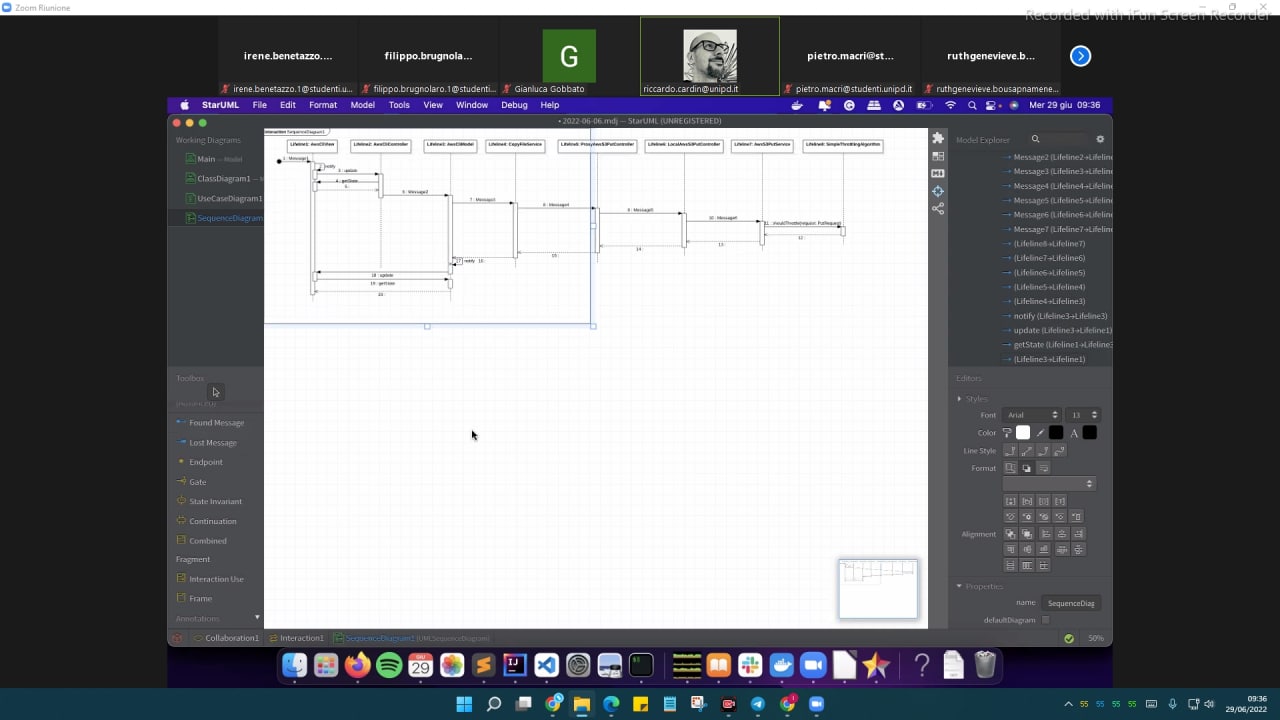 Zoom Riunione
Recorded with iFun Screen Recorder
irene.benetazzo....
filippo.brugnola...
G
pietro.macri@st...
ruthgenevieve.b...
irene.benetazzo.1@studenti.u...
filippo.brugnolaro.1@studenti...
Gianluca Gobbato
riccardo.cardin@unipd.it
pietro.macri@studenti.unipd.it
ruthgenevieve.bousapnamene...
StarUML File Edit Format Model Tools View Window Debug Help
Mer 29 giu 09:36
• 2022-06-06.mdj — StarUML (UNREGISTERED)
Working Diagrams
Main — Model
ClassDiagram1 —
UseCaseDiagram1
SequenceDiagram
Interaction SequenceDiagram1
Lifeline1: AwsCliView
Lifeline2: AwsCliController
Lifeline3: AwsCliModel
Lifeline4: CopyFileService
Lifeline5: ProxyAwsS3PutController
Lifeline6: LocalAwsS3PutController
Lifeline7: AwsS3PutService
Lifeline8: SimpleThrottlingAlgorithm
1 : Message1
notify
3 : update
4 : getState
5 :
6 : Message2
7 : Message3
8 : Message4
9 : Message5
10 : Message6
11 : shouldThrottle(request: PutRequest)
12 :
13 :
14 :
15 :
16 :
17 : notify
18 : update
19 : getState
20 :
Model Explorer
Message2 (Lifeline2→Lifeline
Message3 (Lifeline3→Lifeline
Message4 (Lifeline4→Lifeline
Message5 (Lifeline5→Lifeline
Message6 (Lifeline6→Lifeline
Message7 (Lifeline7→Lifeline
(Lifeline8→Lifeline7)
(Lifeline7→Lifeline6)
(Lifeline6→Lifeline5)
(Lifeline5→Lifeline4)
(Lifeline4→Lifeline3)
notify (Lifeline3→Lifeline3)
update (Lifeline3→Lifeline1)
getState (Lifeline1→Lifeline3
(Lifeline3→Lifeline1)
Toolbox
Found Message
Lost Message
Endpoint
Gate
State Invariant
Continuation
Combined
Fragment
Interaction Use
Frame
Annotations
Editors
Styles
Font Arial 13
Color
A
Line Style
Format
Alignment
Properties
name SequenceDiag
defaultDiagram
Collaboration1 Interaction1 SequenceDiagram1 (UMLSequenceDiagram)
50%
GIU
29
09:36
29/06/2022